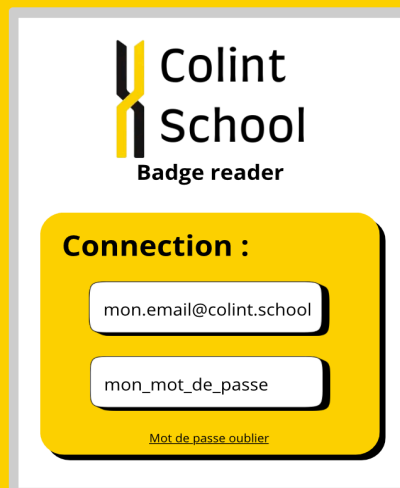 Colint
School
Badge reader
Connection :
mon.email@colint.school
mon_mot_de_passe
Mot de passe oublier